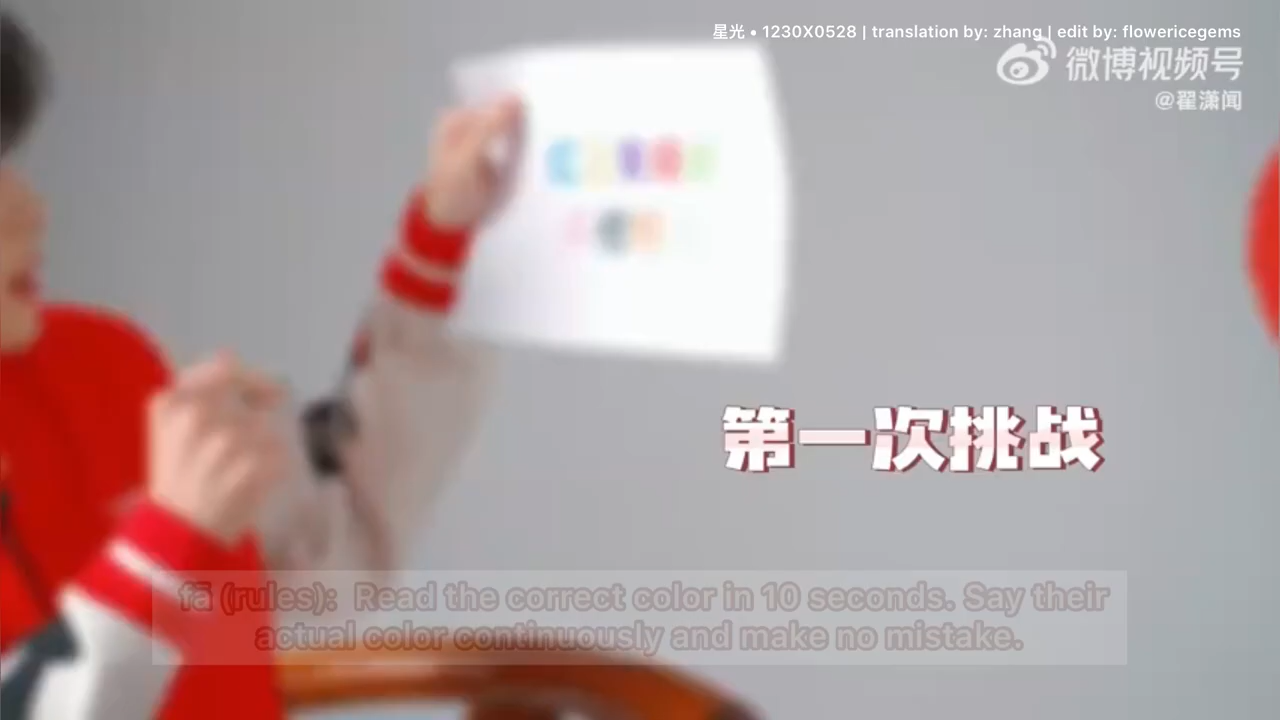 星光 • 1230X0528 | translation by: zhang | edit by: flowericegems
微博视频号
@翟潇闻
第一次挑战
fã (rules): Read the correct color in 10 seconds. Say their
actual color continuously and make no mistake.